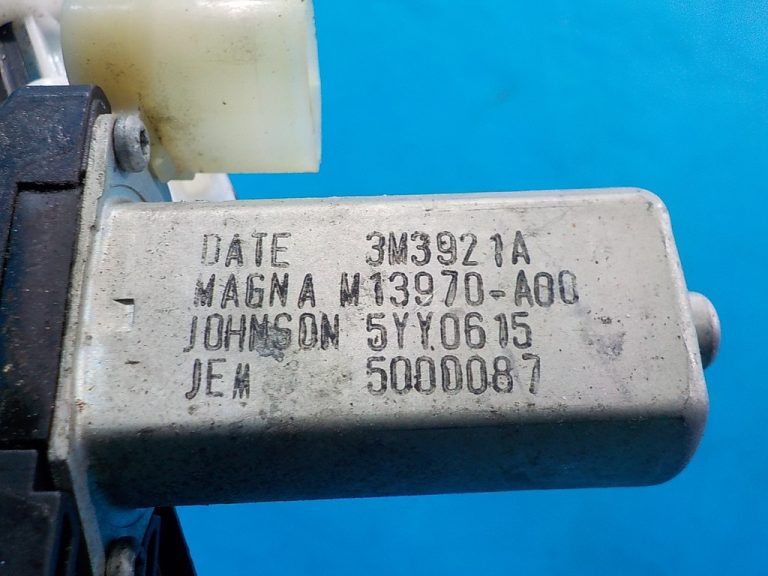 DATE 3M3921A
MAGNA M13970-A00
JOHNSON 5YY0615
JEM 5000087